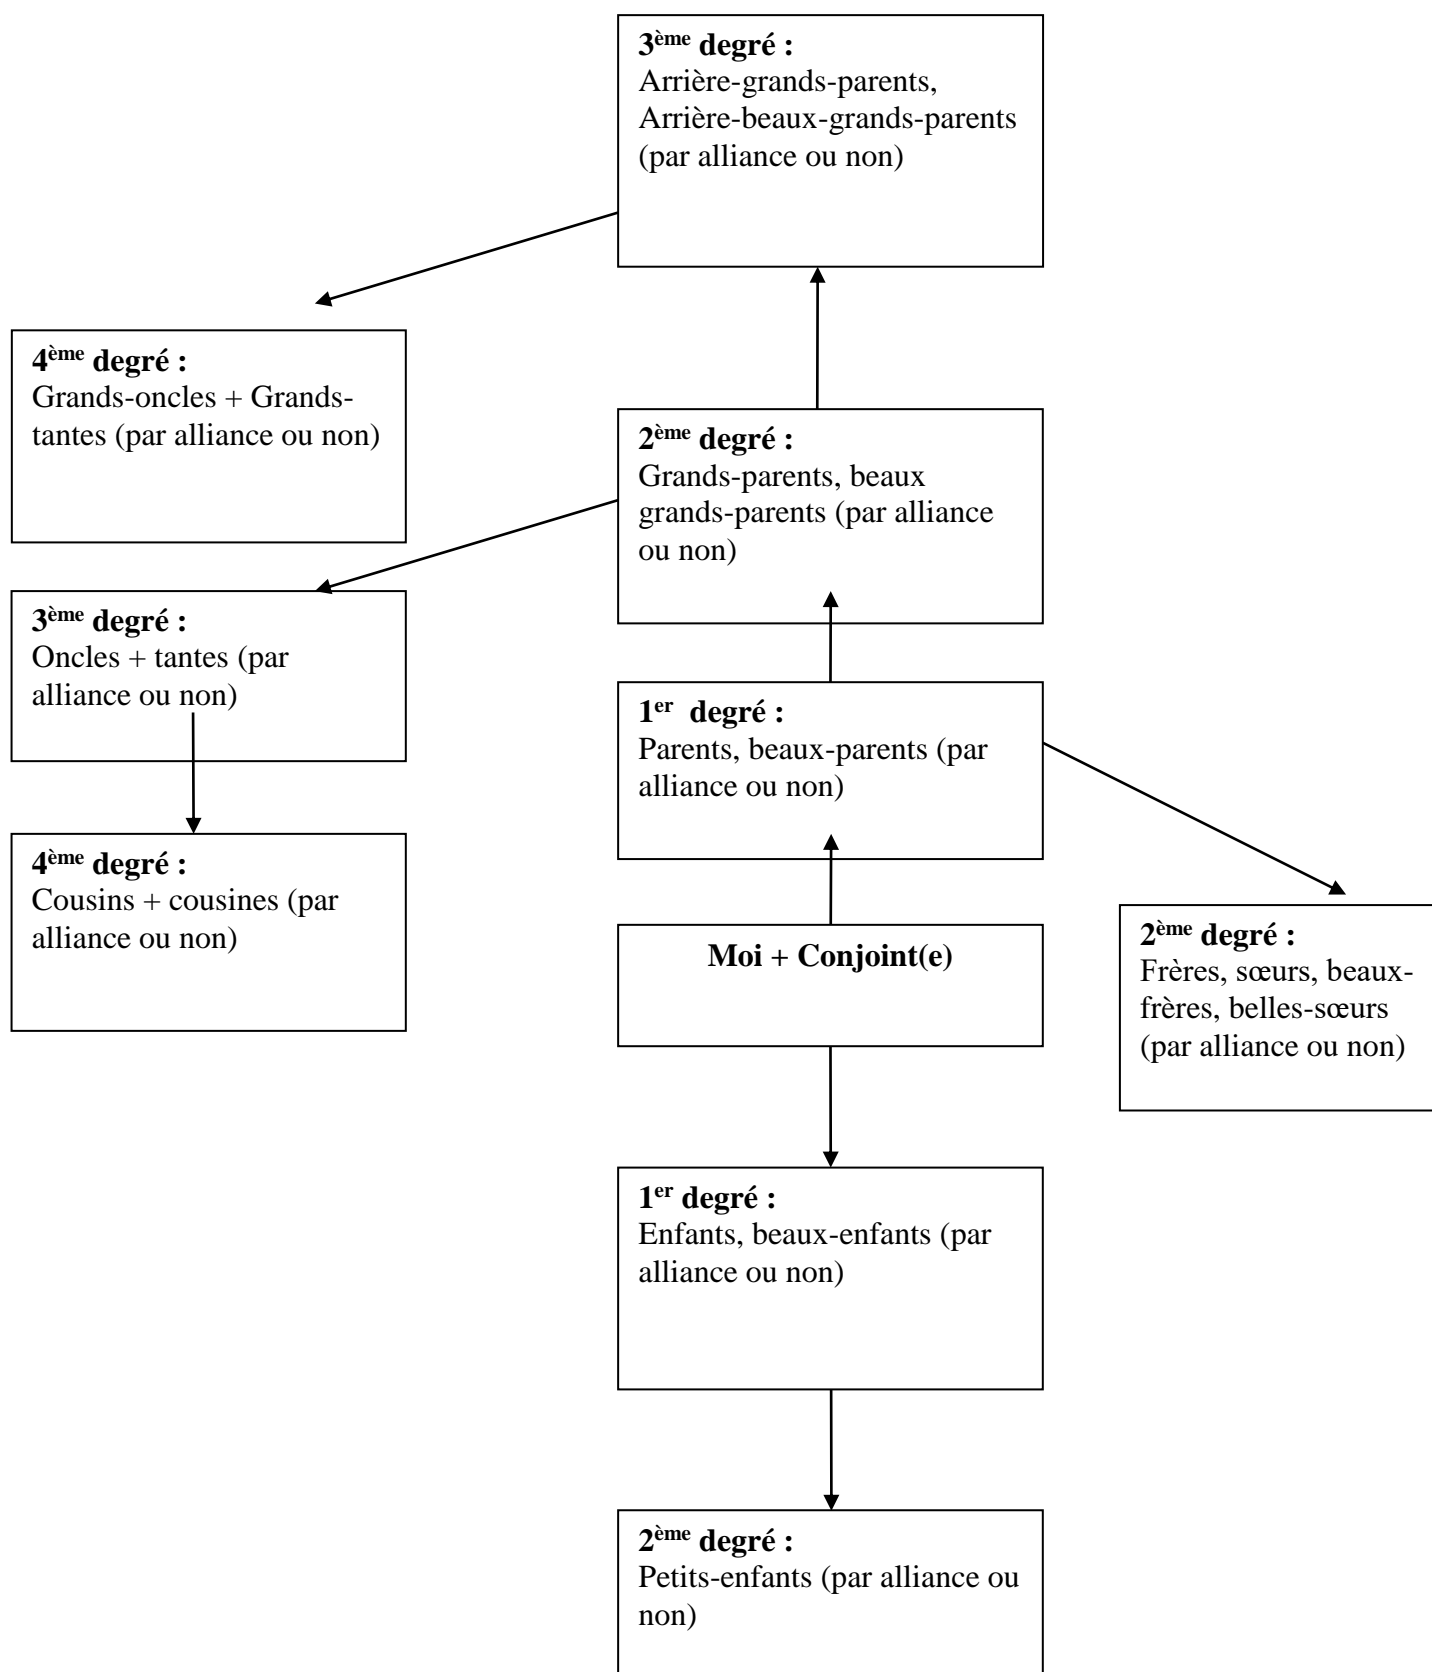 3ème degré :
Arrière-grands-parents,
Arrière-beaux-grands-parents
(par alliance ou non)
4ème degré :
Grands-oncles + Grands-
tantes (par alliance ou non)
2ème degré :
Grands-parents, beaux
grands-parents (par alliance
ou non)
3ème degré :
Oncles + tantes (par
alliance ou non)
1er degré :
Parents, beaux-parents (par
alliance ou non)
4ème degré :
Cousins + cousines (par
alliance ou non)
Moi + Conjoint(e)
2ème degré :
Frères, sœurs, beaux-
frères, belles-sœurs
(par alliance ou non)
1er degré :
Enfants, beaux-enfants (par
alliance ou non)
2ème degré :
Petits-enfants (par alliance ou
non)